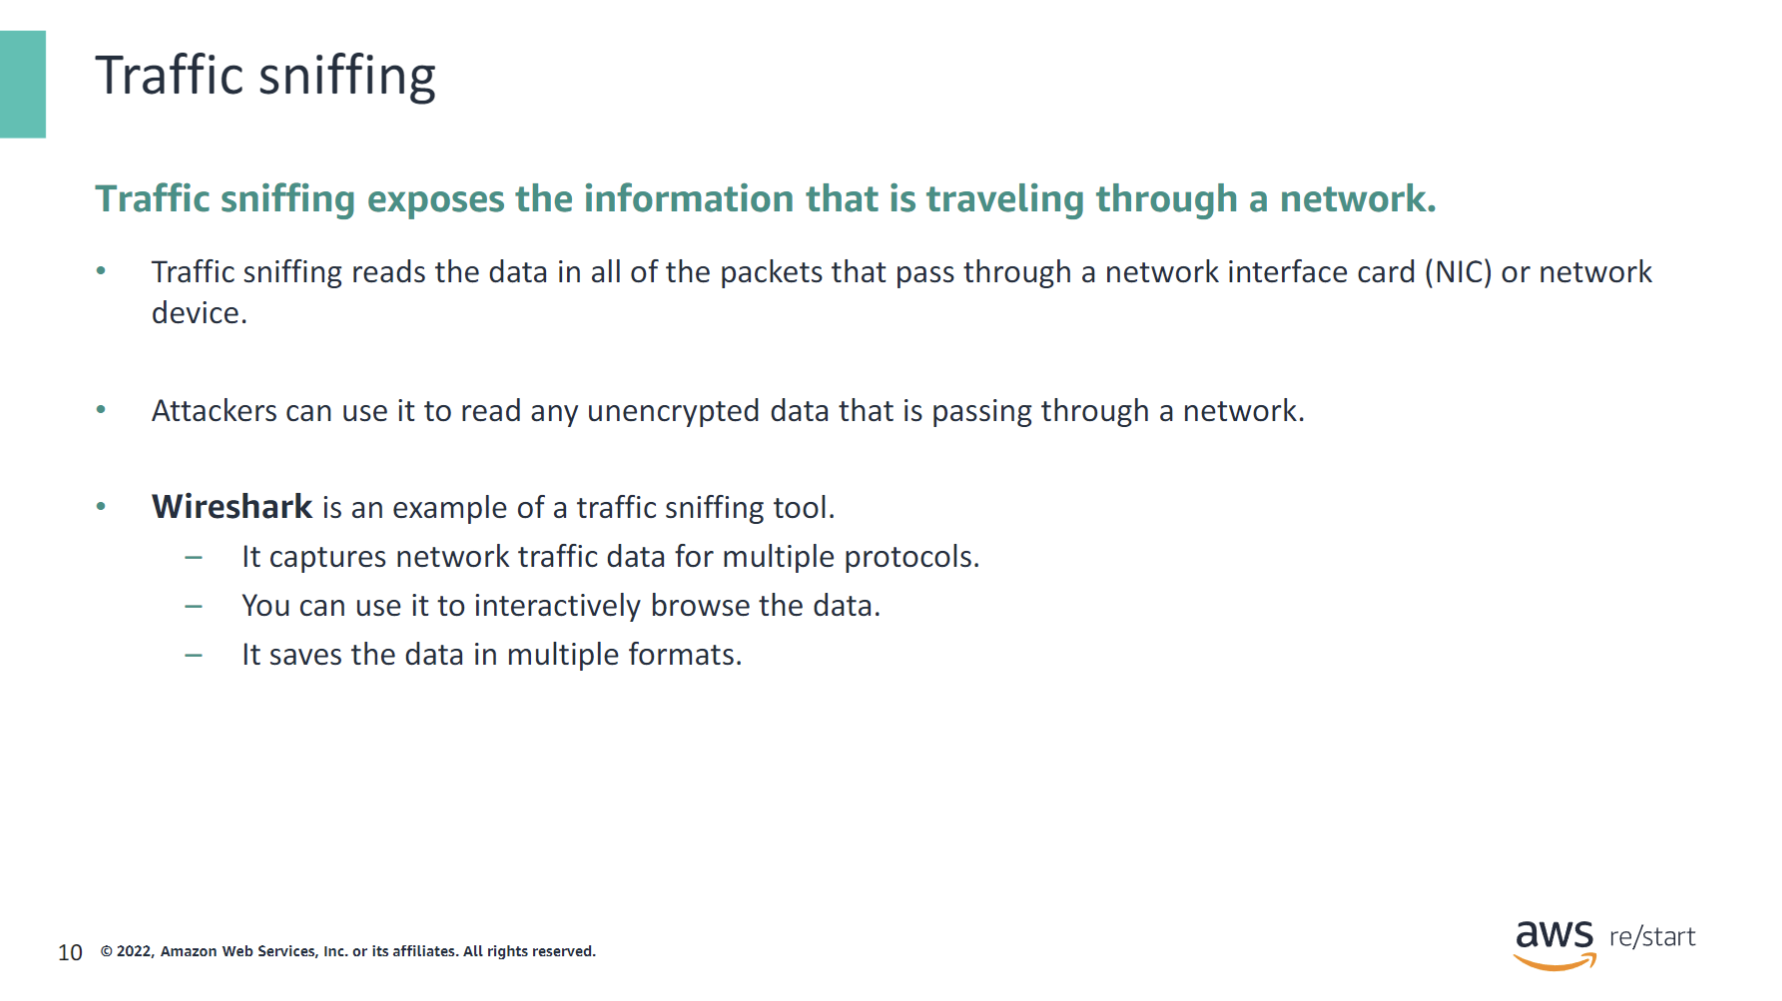 Traffic sniffing
Traffic sniffing exposes the information that is traveling through a network.
• Traffic sniffing reads the data in all of the packets that pass through a network interface card (NIC) or network
device.
• Attackers can use it to read any unencrypted data that is passing through a network.
• Wireshark is an example of a traffic sniffing tool.
– It captures network traffic data for multiple protocols.
– You can use it to interactively browse the data.
– It saves the data in multiple formats.
10 © 2022, Amazon Web Services, Inc. or its affiliates. All rights reserved.
aws re/start